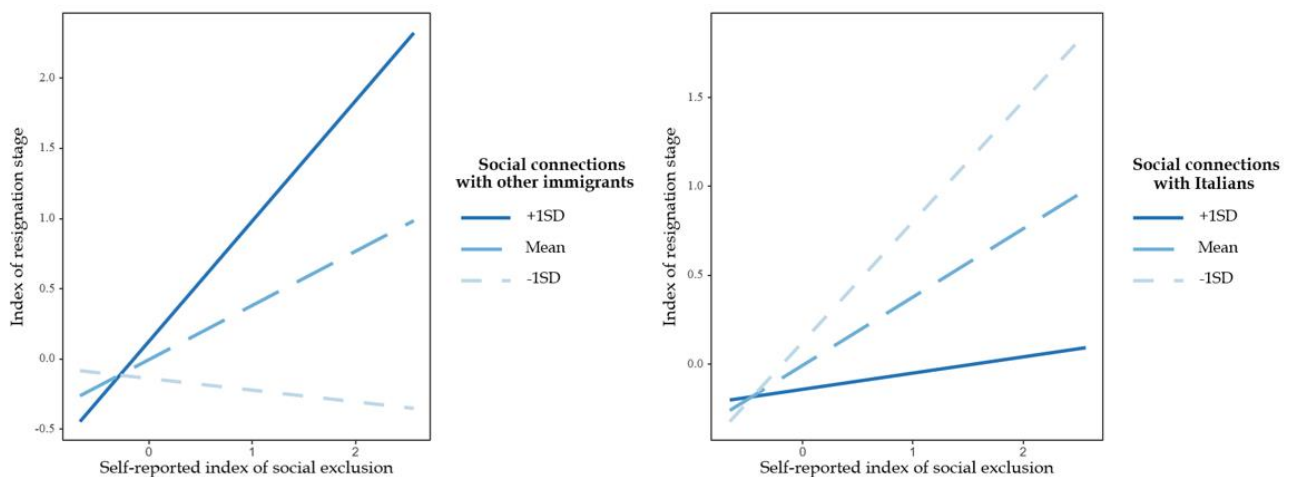 Index of resignation stage
2.0
1.5
1.0
0.5
0.0
-0.5
0
1
2
Self-reported index of social exclusion
Social connections
with other immigrants
+1SD
Mean
-1SD
Index of resignation stage
1.5
1.0
0.5
0.0
0
1
2
Self-reported index of social exclusion
Social connections
with Italians
+1SD
Mean
-1SD